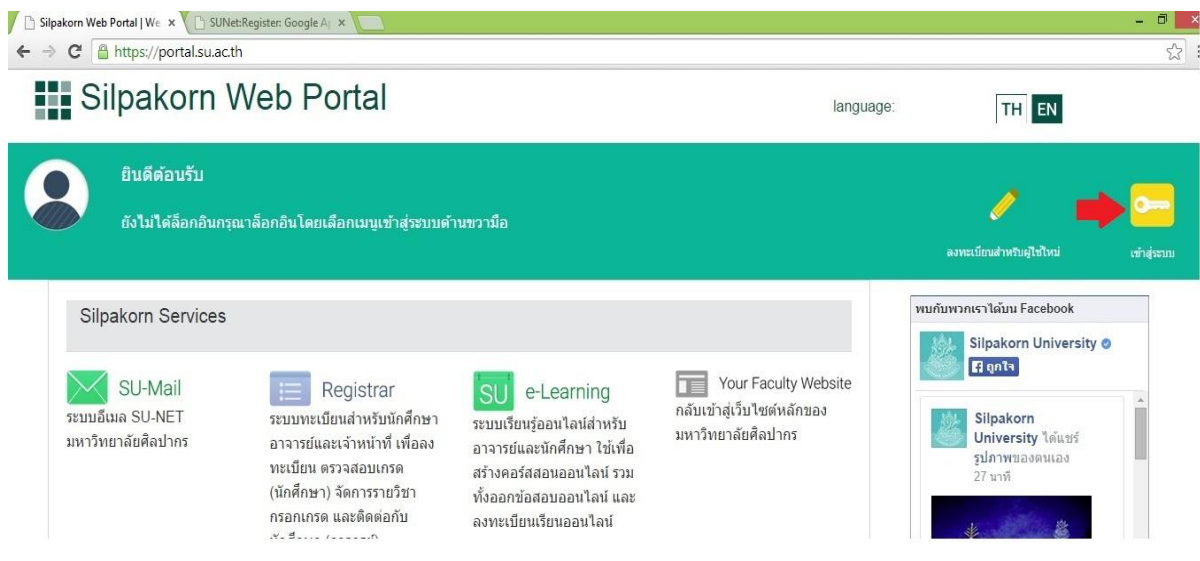 Silpakorn Web Portal | We
SUNet:Register: Google A
https://portal.su.ac.th
Silpakorn Web Portal
language:
TH EN
ยินดีต้อนรับ
ยังไม่ได้ล็อกอินกรุณาล็อกอินโดยเลือกเมนูเข้าสู่ระบบด้านขวามือ
ลงทะเบียนสำหรับผู้ใช้ใหม่
เข้าสู่ระบบ
Silpakorn Services
SU-Mail
ระบบอีเมล SU-NET
มหาวิทยาลัยศิลปากร
Registrar
ระบบทะเบียนสำหรับนักศึกษา
อาจารย์และเจ้าหน้าที่ เพื่อลง
ทะเบียน ตรวจสอบเกรด
(นักศึกษา) จัดการรายวิชา
กรอกเกรด และติดต่อกับ
SU
e-Learning
ระบบเรียนรู้ออนไลน์สำหรับ
อาจารย์และนักศึกษา ใช้เพื่อ
สร้างคอร์สสอนออนไลน์ รวม
ทั้งออกข้อสอบออนไลน์ และ
ลงทะเบียนเรียนออนไลน์
Your Faculty Website
กลับเข้าสู่เว็บไซต์หลักของ
มหาวิทยาลัยศิลปากร
พบกับพวกเราได้บน Facebook
Silpakorn University
ถูกใจ
Silpakorn
University ได้แชร์
รูปภาพของตนเอง
27 นาที